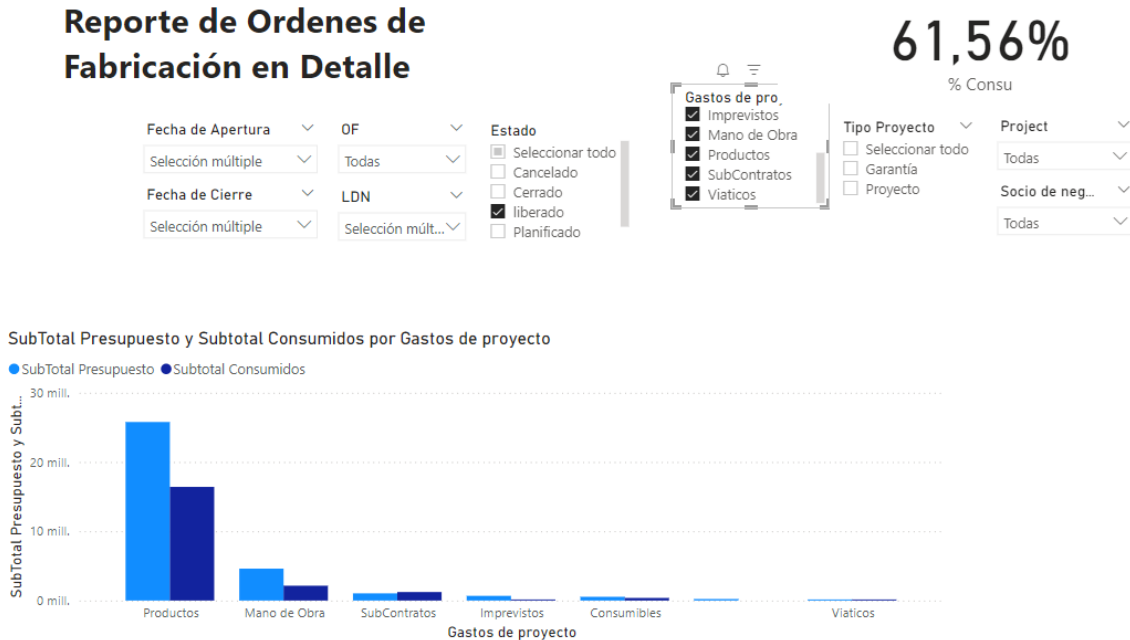 Reporte de Ordenes de
Fabricación en Detalle
61,56%
% Consu
Gastos de pro
Imprevistos
Mano de Obra
Productos
SubContratos
Viaticos
Fecha de Apertura
Selección múltiple
Fecha de Cierre
Selección múltiple
OF
Todas
LDN
Selección múlt...
Estado
Seleccionar todo
Cancelado
Cerrado
liberado
Planificado
Tipo Proyecto
Seleccionar todo
Garantía
Proyecto
Project
Todas
Socio de neg...
Todas
SubTotal Presupuesto y Subtotal Consumidos por Gastos de proyecto
SubTotal Presupuesto
Subtotal Consumidos
SubTotal Presupuesto y Subt...
30 mill.
20 mill.
10 mill.
0 mill.
Productos
Mano de Obra
SubContratos
Imprevistos
Consumibles
Viaticos
Gastos de proyecto